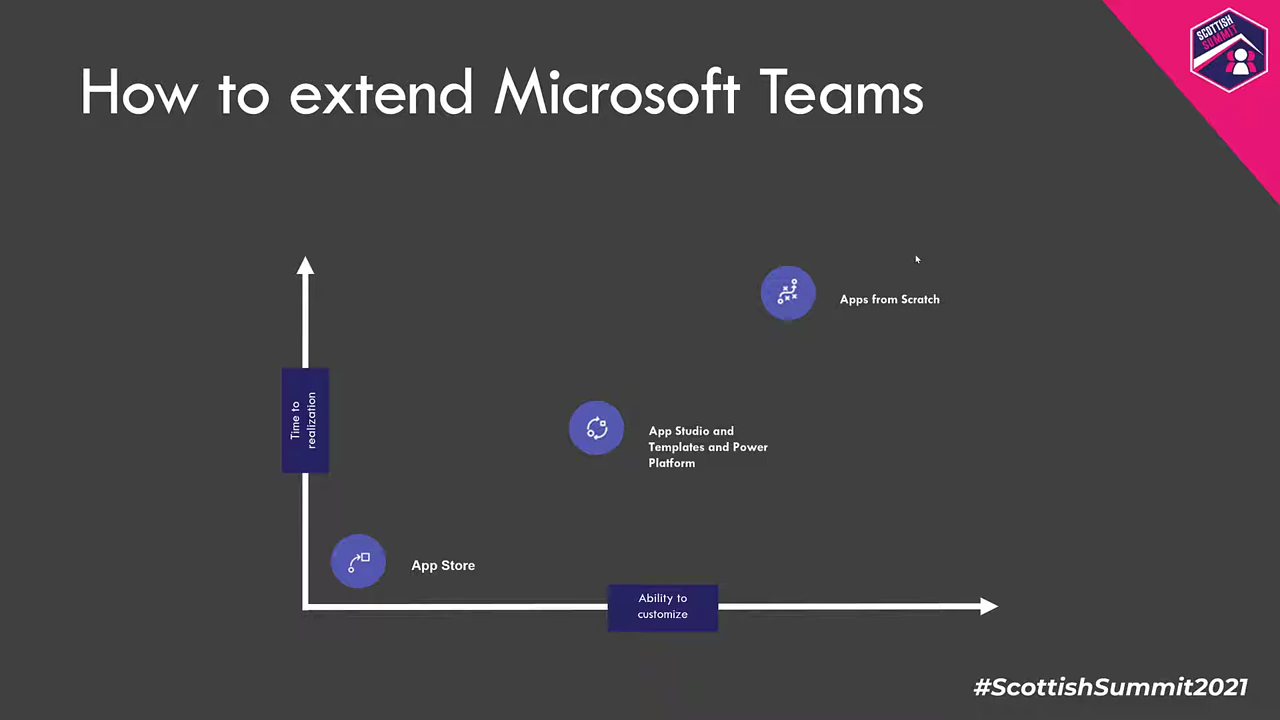 SCOTTISH
SUMMIT
How to extend Microsoft Teams
Apps from Scratch
Time to
realization
App Studio and
Templates and Power
Platform
App Store
Ability to
customize
#ScottishSummit2021